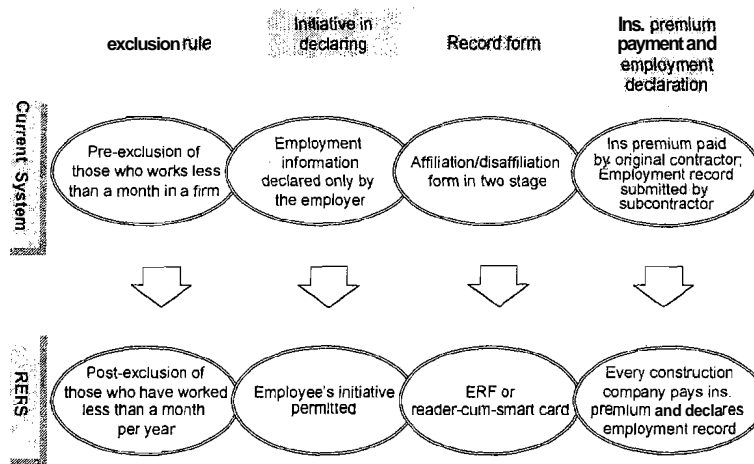 exclusion rule
Initiative in
declaring
Record form
Ins. premium
payment and
employment
declaration
Current System
Pre-exclusion of
those who works less
than a month in a firm
Employment
information
declared only by
the employer
Affiliation/disaffiliation
form in two stage
Ins premium paid
by original contractor;
Employment record
submitted by
subcontractor
RERS
Post-exclusion of
those who have worked
less than a month
per year
Employee's initiative
permitted
ERF or
reader-cum-smart card
Every construction
company pays ins.
premium and declares
employment record